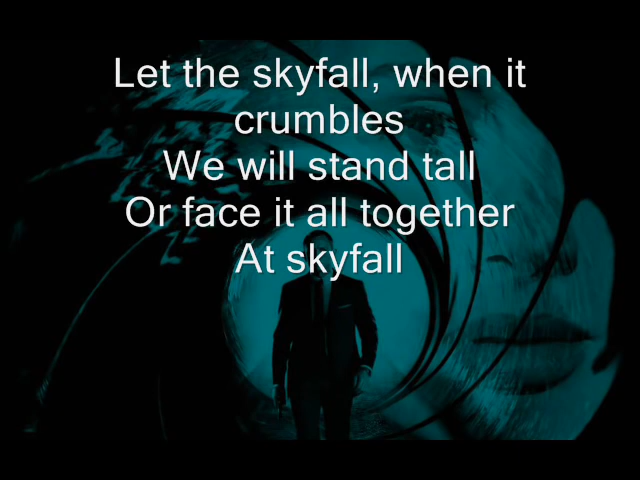 Let the skyfall, when it
crumbles
We will stand tall
Or face it all together
At skyfall